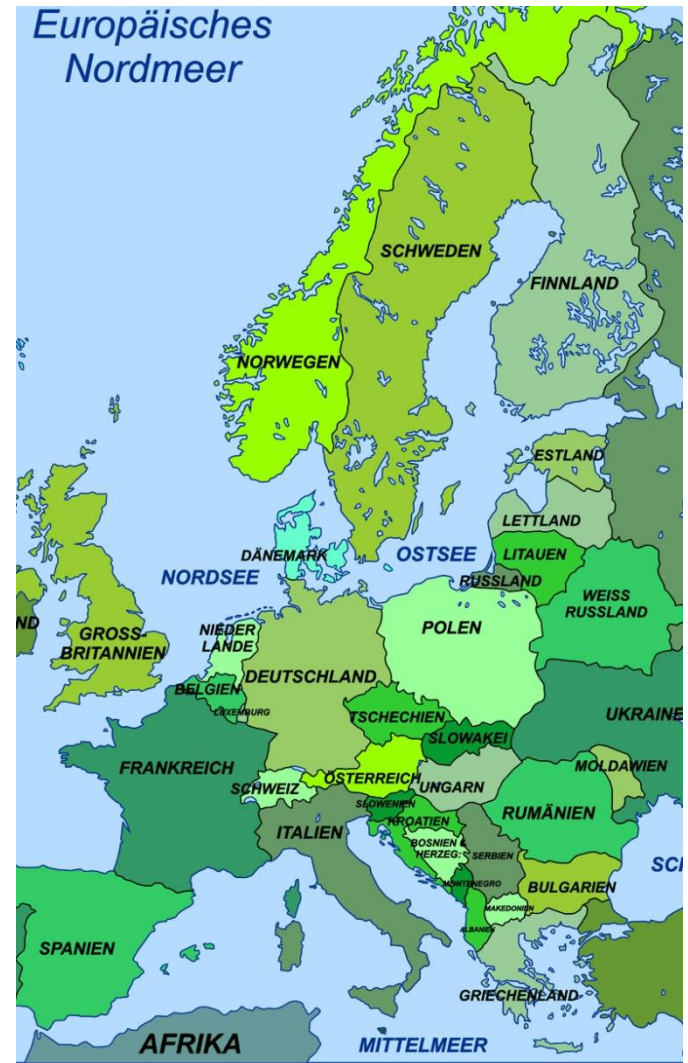 Europäisches
Nordmeer
SCHWEDEN
FINNLAND
NORWEGEN
ESTLAND
LETTLAND
DÄNEMARK
OSTSEE
LITAUEN
NORDSEE
RUSSLAND
WEISS
RUSSLAND
ND
GROSS-
BRITANNIEN
NIEDER
LANDE
POLEN
DEUTSCHLAND
BELGIEN
LUXEMBURG
TSCHECHIEN
UKRAINE
SLOWAKEI
FRANKREICH
MOLDAWIEN
SCHWEIZ
ÖSTERREICH
UNGARN
SLOWENIEN
RUMÄNIEN
KROATIEN
ITALIEN
BOSNIEN &
HERZEG:
SERBIEN
SCH
MONTENEGRO
BULGARIEN
MAKEDONIEN
ALBANIEN
SPANIEN
GRIECHENLAND
AFRIKA
MITTELMEER